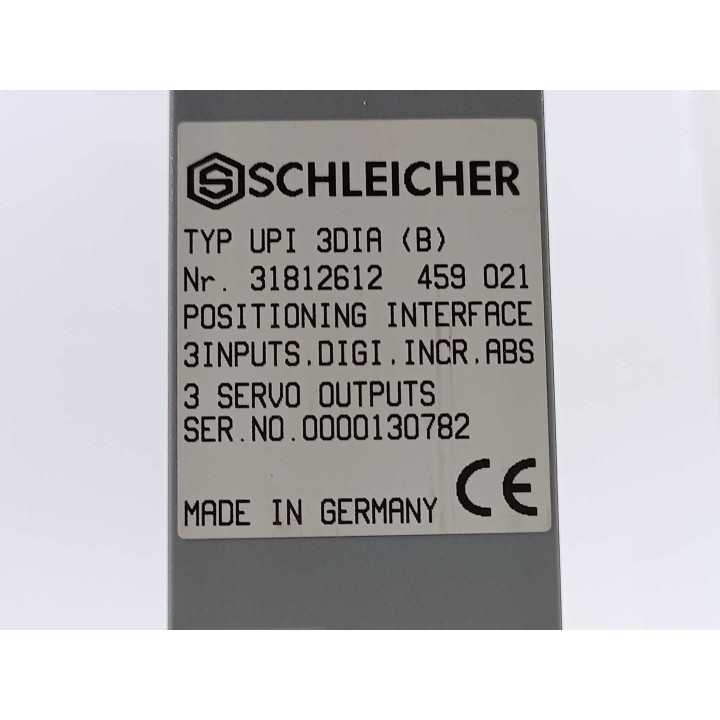 SCHLEICHER
TYP UPI 3DIA (B)
Nr. 31812612 459 021
POSITIONING INTERFACE
3INPUTS.DIGI.INCR.ABS
3 SERVO OUTPUTS
SER.NO.0000130782
MADE IN GERMANY CE